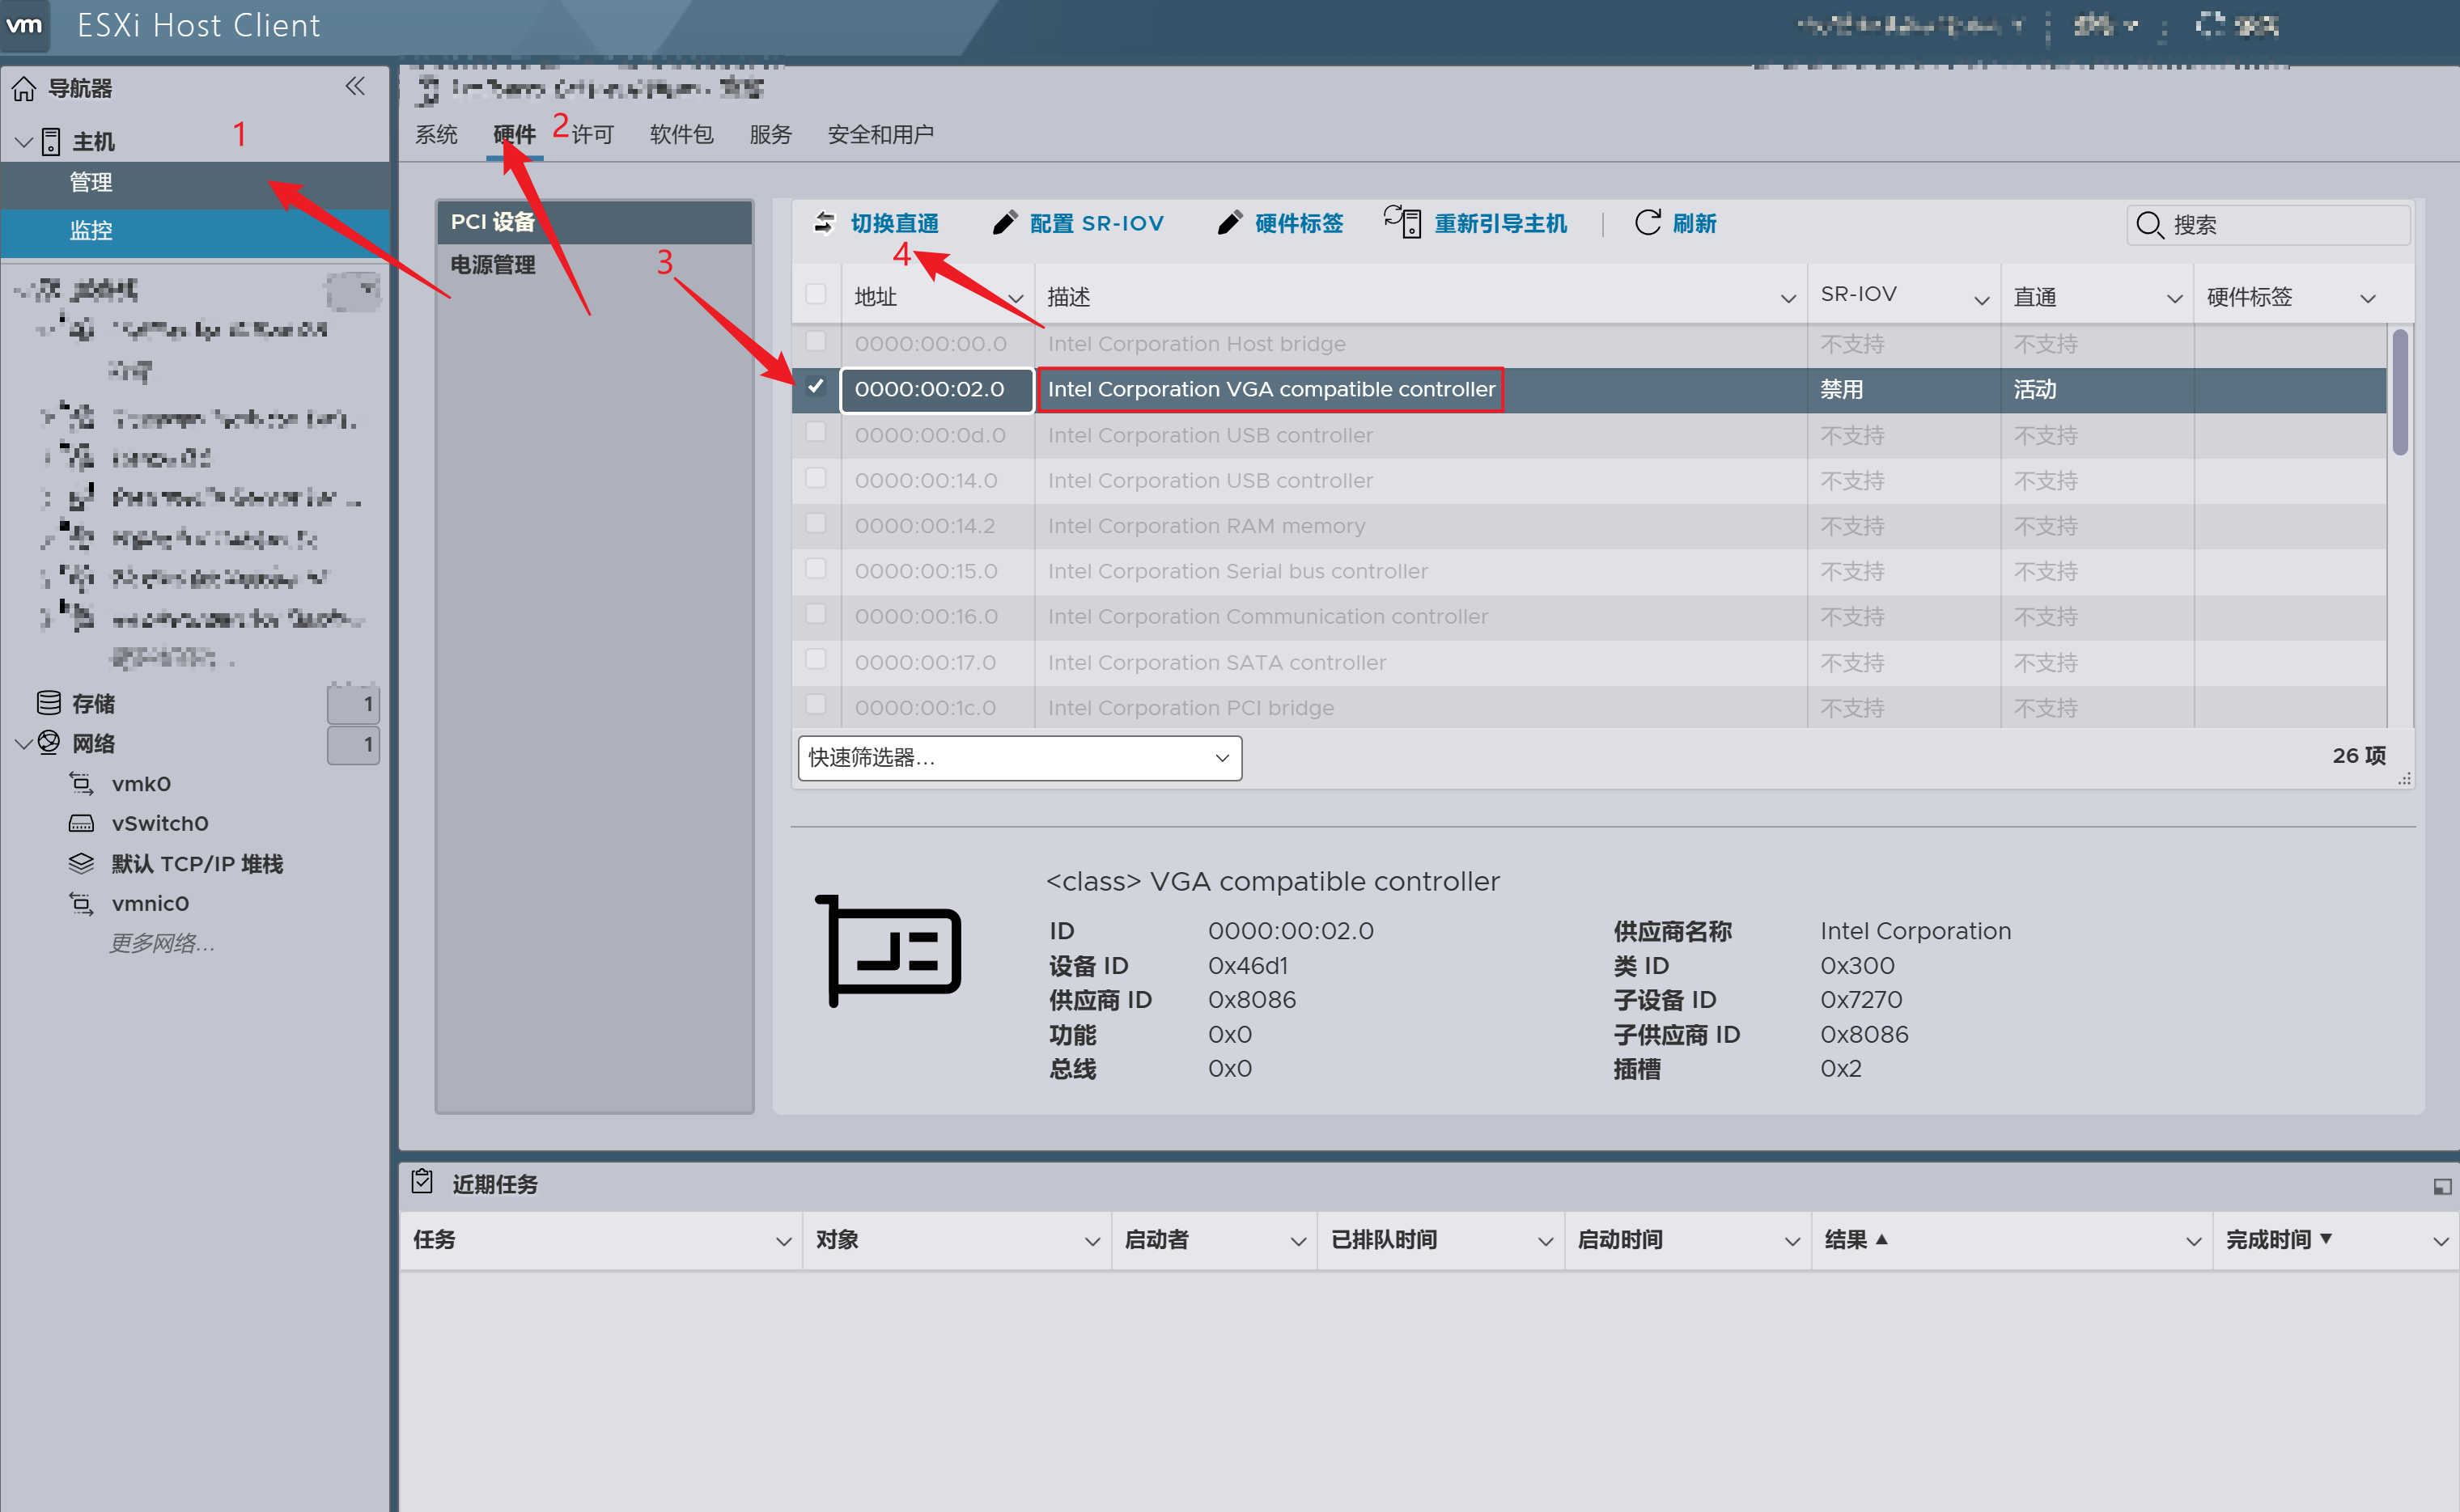 vm ESXi Host Client
导航器
主机
1
管理
监控
存储 1
网络 1
vmk0
vSwitch0
默认 TCP/IP 堆栈
vmnic0
更多网络...
系统 硬件 2 许可 软件包 服务 安全和用户
PCI 设备
电源管理
3
切换直通 配置 SR-IOV 硬件标签 重新引导主机 | 刷新 搜索
4
地址 描述 SR-IOV 直通 硬件标签
0000:00:00.0 Intel Corporation Host bridge 不支持 不支持
0000:00:02.0 Intel Corporation VGA compatible controller 禁用 活动
0000:00:0d.0 Intel Corporation USB controller 不支持 不支持
0000:00:14.0 Intel Corporation USB controller 不支持 不支持
0000:00:14.2 Intel Corporation RAM memory 不支持 不支持
0000:00:15.0 Intel Corporation Serial bus controller 不支持 不支持
0000:00:16.0 Intel Corporation Communication controller 不支持 不支持
0000:00:17.0 Intel Corporation SATA controller 不支持 不支持
0000:00:1c.0 Intel Corporation PCI bridge 不支持 不支持
快速筛选器... 26 项
<class> VGA compatible controller
ID 0000:00:02.0 供应商名称 Intel Corporation
设备 ID 0x46d1 类 ID 0x300
供应商 ID 0x8086 子设备 ID 0x7270
功能 0x0 子供应商 ID 0x8086
总线 0x0 插槽 0x2
近期任务
任务 对象 启动者 已排队时间 启动时间 结果 ▲ 完成时间 ▼